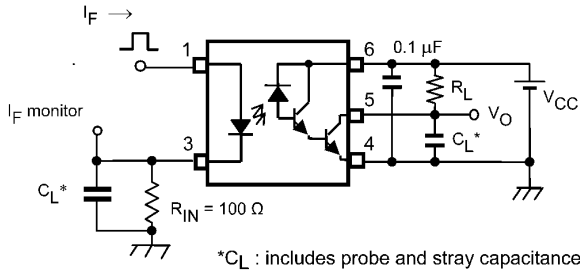 I_F →
1
6
0.1 μF
R_L
V_CC
5
V_O
I_F monitor
3
4
C_L*
C_L*
R_IN = 100 Ω
*C_L : includes probe and stray capacitance